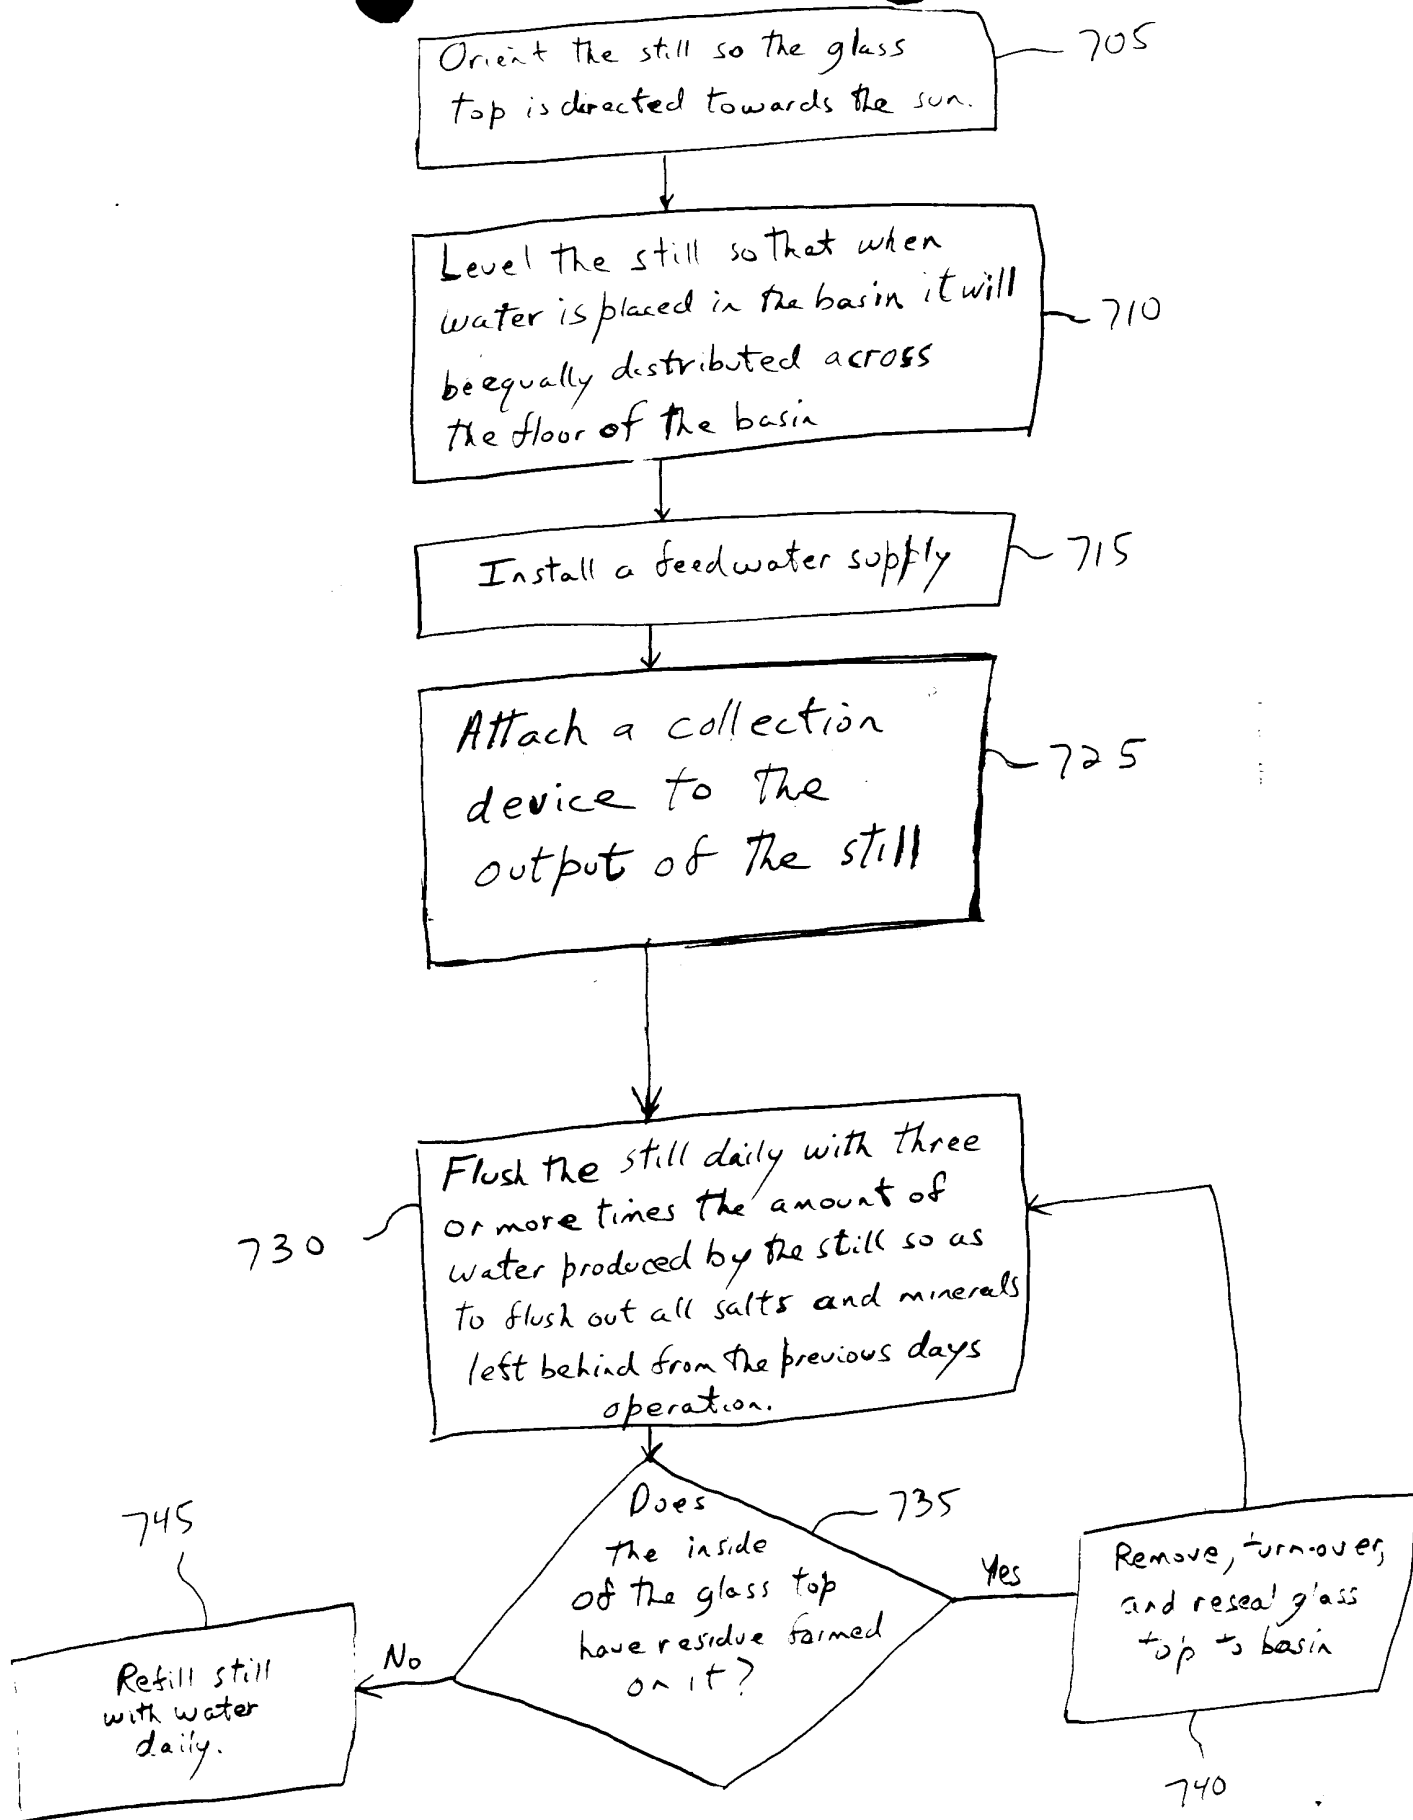 Orient the still so the glass
top is directed towards the sun.
705
Level the still so that when
water is placed in the basin it will
be equally distributed across
the floor of the basin
710
Install a feedwater supply
715
Attach a collection
device to the
output of the still
725
Flush the still daily with three
or more times the amount of
water produced by the still so as
to flush out all salts and minerals
left behind from the previous days
operation.
730
Does
the inside
of the glass top
have residue formed
on it?
735
Yes
Remove, turn-over,
and reseal glass
top to basin
740
No
Refill still
with water
daily.
745